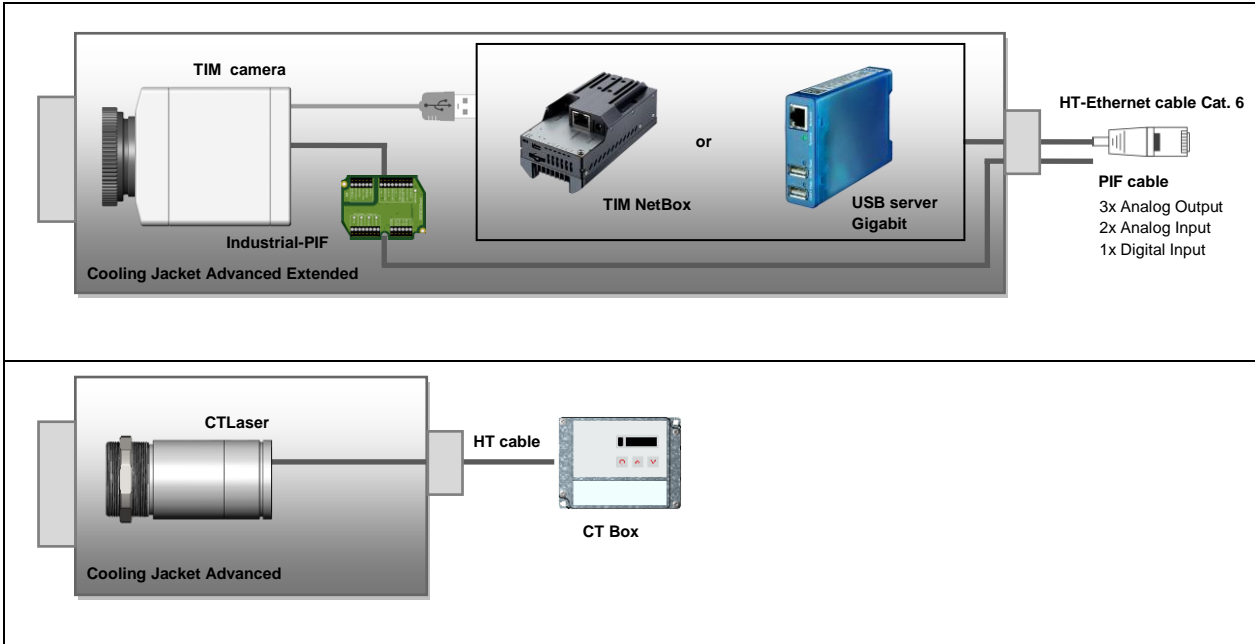 TIM camera
HT-Ethernet cable Cat. 6
or
PIF cable
TIM NetBox
USB server
Gigabit
3x Analog Output
2x Analog Input
1x Digital Input
Industrial-PIF
Cooling Jacket Advanced Extended
CTLaser
HT cable
CT Box
Cooling Jacket Advanced